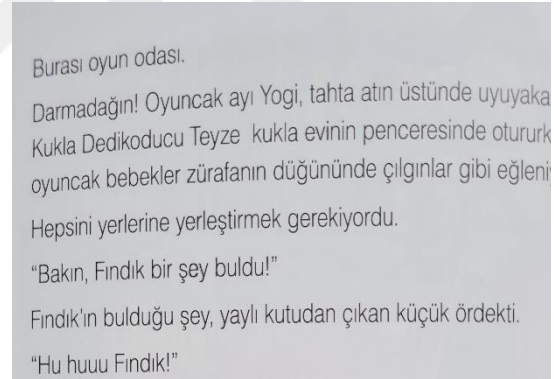 Burası oyun odası.
Darmadağın! Oyuncak ayı Yogi, tahta atın üstünde uyuyaka
Kukla Dedikoducu Teyze kukla evinin penceresinde otururk
oyuncak bebekler zürafanın düğününde çılgınlar gibi eğleni
Hepsini yerlerine yerleştirmek gerekiyordu.
“Bakın, Fındık bir şey buldu!”
Fındık’ın bulduğu şey, yaylı kutudan çıkan küçük ördekti.
“Hu huuu Fındık!”